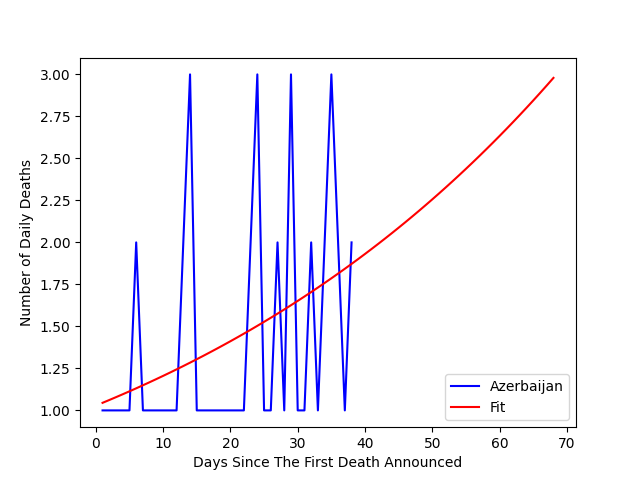 3.00
2.75
2.50
2.25
2.00
1.75
1.50
1.25
1.00
Number of Daily Deaths
0 10 20 30 40 50 60 70
Days Since The First Death Announced
Azerbaijan
Fit